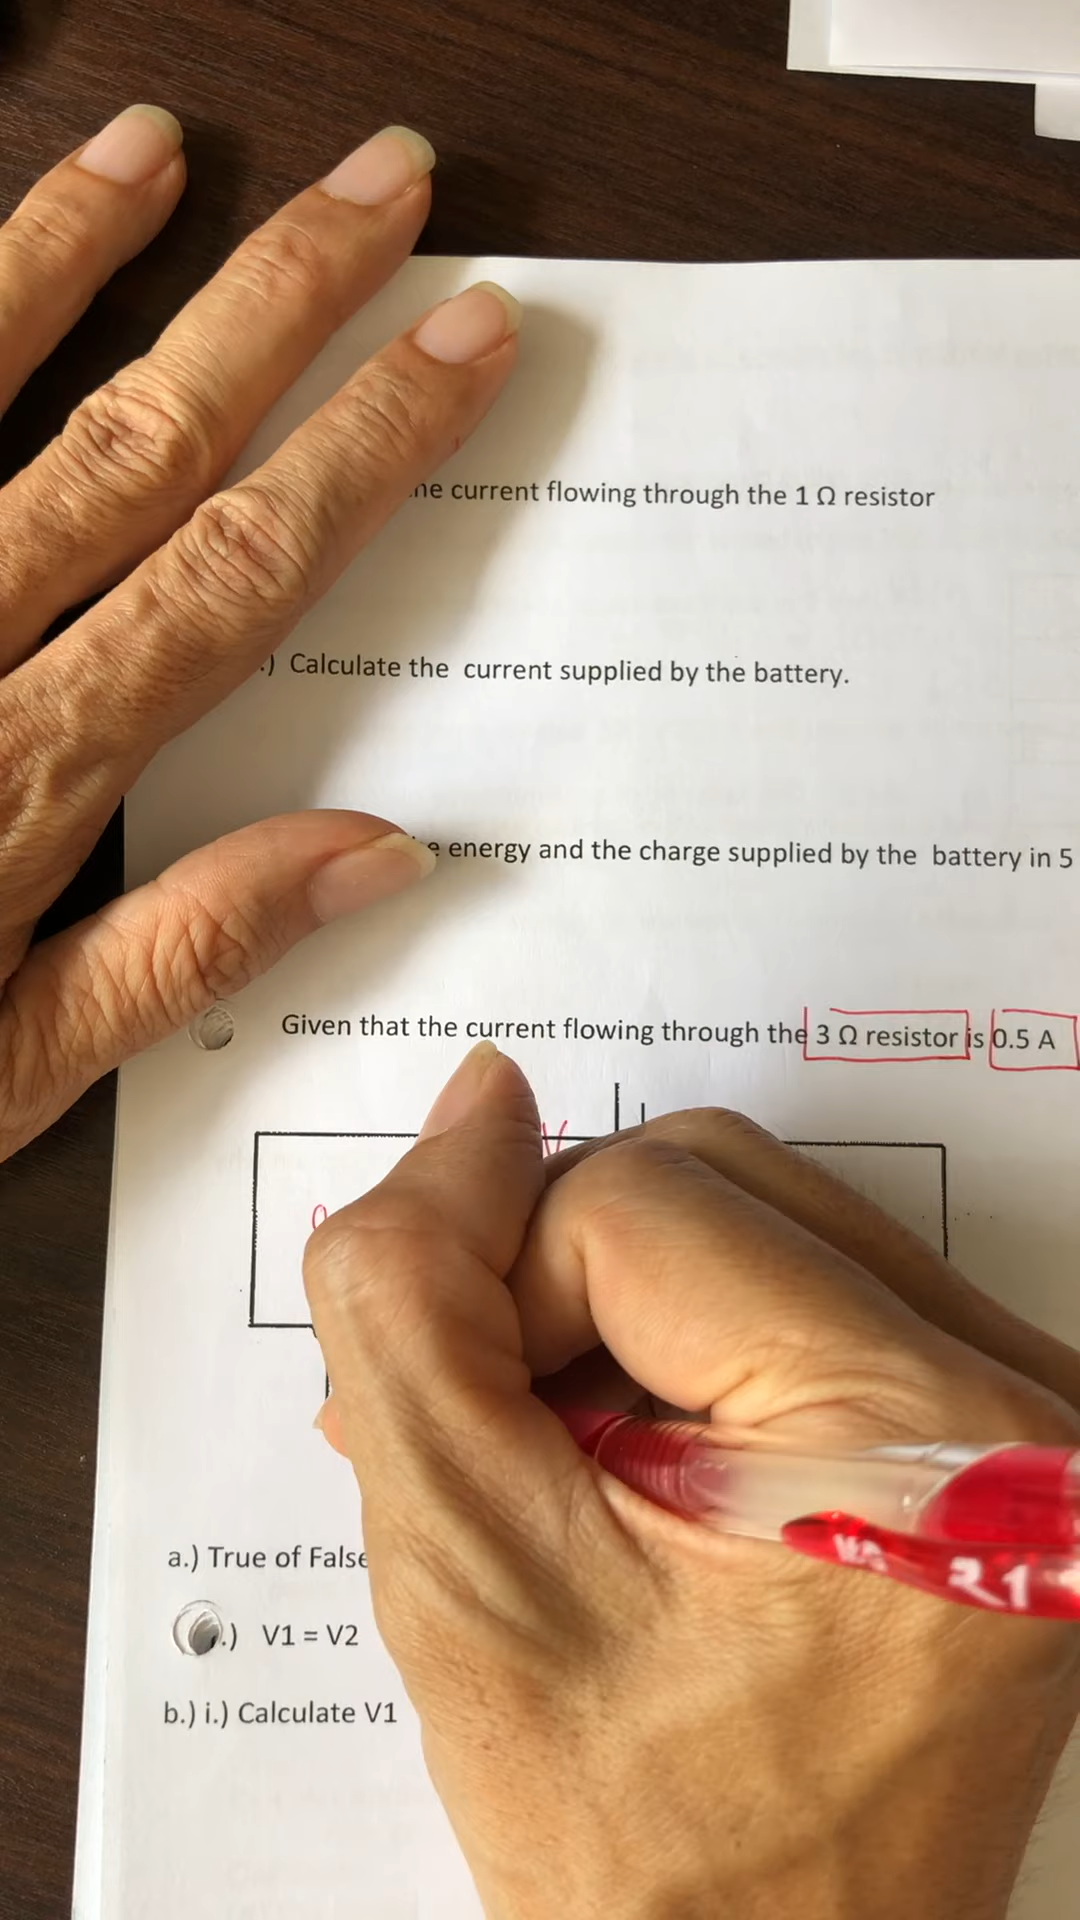 current flowing through the 1 Ω resistor
.) Calculate the current supplied by the battery.
energy and the charge supplied by the battery in 5
Given that the current flowing through the 3 Ω resistor is 0.5 A
V
a.) True of False
.) V1 = V2
b.) i.) Calculate V1
21